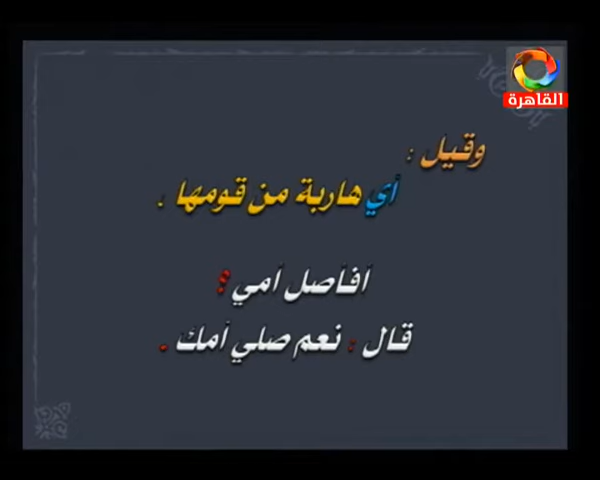 القاهرة
وقيل :
أي هاربة من قومها .
أفأصل أمي ؟
قال : نعم صلي أمك .